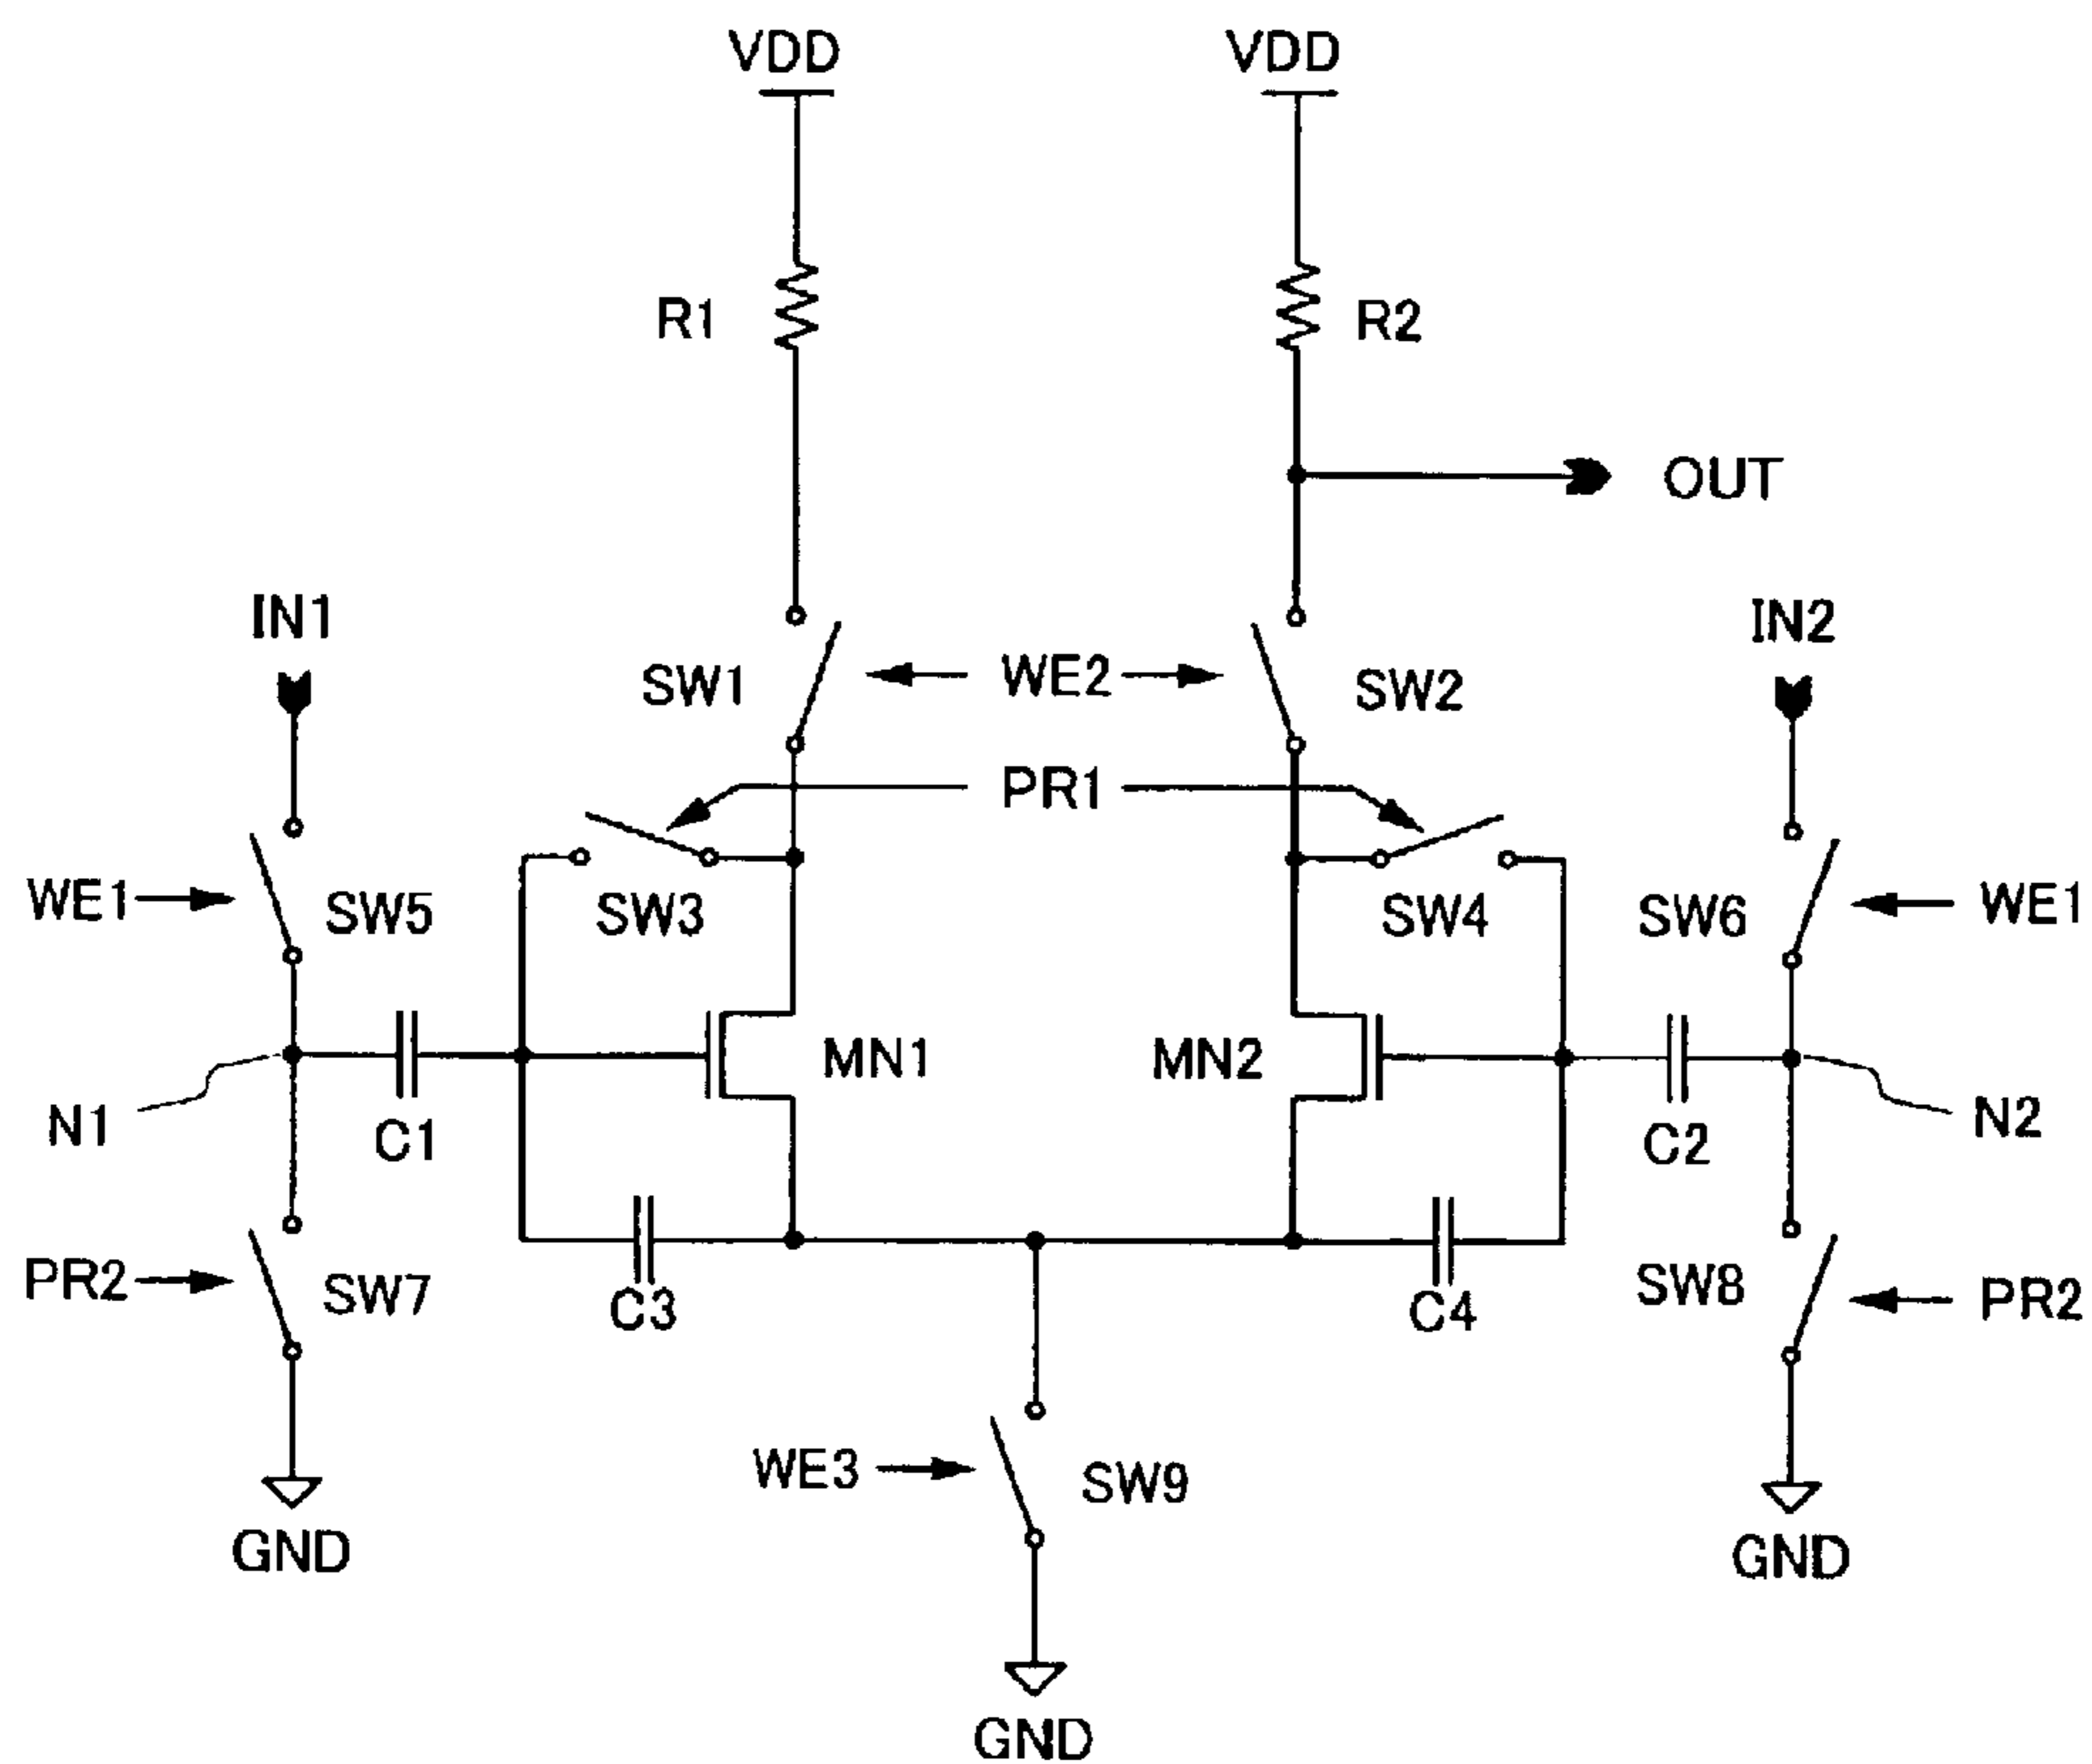 VDD VDD
R1 R2
OUT
IN1 IN2
SW1 WE2 SW2
PR1
WE1 SW5 SW3 SW4 SW6 WE1
MN1 MN2
N1 C1 C2 N2
PR2 SW7 C3 C4 SW8 PR2
WE3 SW9
GND GND
GND